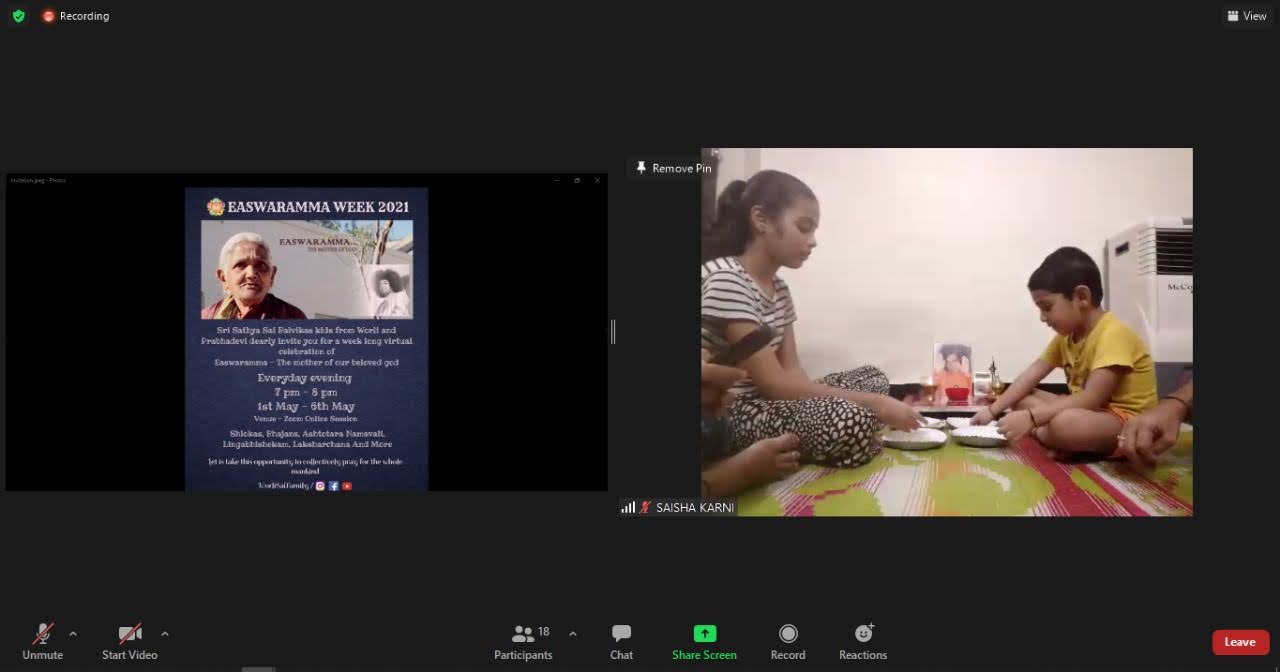 Recording
View
Invitation.jpeg - Photos
EASWARAMMA WEEK 2021
EASWARAMMA...
THE MOTHER OF GOD
Sri Sathya Sai Balvikas kids from Worli and
Prabhadevi dearly invite you for a week long virtual
celebration of
Easwaramma - The mother of our beloved god
Everyday evening
7 pm - 8 pm
1st May - 6th May
Venue - Zoom Online Session
Shlokas, Bhajans, Ashtotara Namavali,
Lingabhishekam, Laksharchana And More
Let is take this opportunity to collectively pray for the whole
mankind
WorliSaiFamily /
Remove Pin
McCo
SAISHA KARNI
Unmute
Start Video
18
Participants
Chat
Share Screen
Record
Reactions
Leave